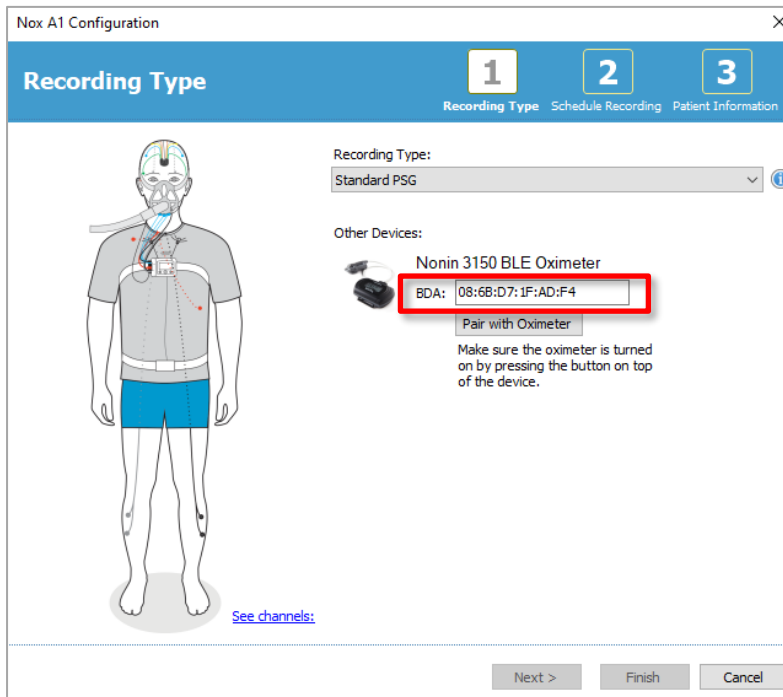 Nox A1 Configuration
Recording Type
1
2
3
Recording Type
Schedule Recording
Patient Information
Recording Type:
Standard PSG
Other Devices:
Nonin 3150 BLE Oximeter
BDA: 08:6B:D7:1F:AD:F4
Pair with Oximeter
Make sure the oximeter is turned
on by pressing the button on top
of the device.
See channels:
Next >
Finish
Cancel